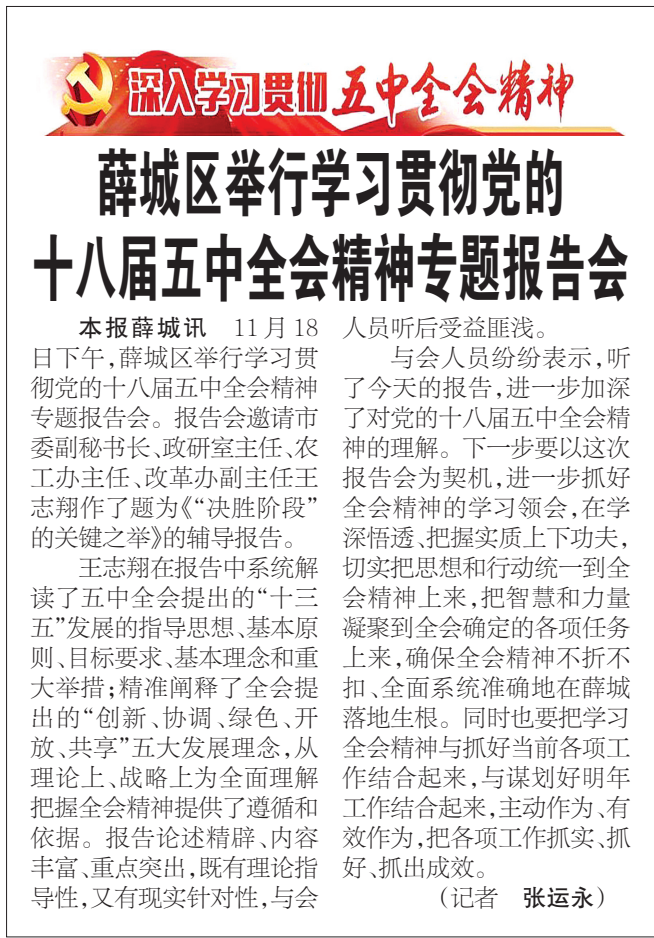 深入学习贯彻五中全会精神
薛城区举行学习贯彻党的
十八届五中全会精神专题报告会
本报薛城讯 11月18
日下午,薛城区举行学习贯
彻党的十八届五中全会精神
专题报告会。报告会邀请市
委副秘书长、政研室主任、农
工办主任、改革办副主任王
志翔作了题为《“决胜阶段”
的关键之举》的辅导报告。
王志翔在报告中系统解
读了五中全会提出的“十三
五”发展的指导思想、基本原
则、目标要求、基本理念和重
大举措;精准阐释了全会提
出的“创新、协调、绿色、开
放、共享”五大发展理念,从
理论上、战略上为全面理解
把握全会精神提供了遵循和
依据。报告论述精辟、内容
丰富、重点突出,既有理论指
导性,又有现实针对性,与会
人员听后受益匪浅。
与会人员纷纷表示,听
了今天的报告,进一步加深
了对党的十八届五中全会精
神的理解。下一步要以这次
报告会为契机,进一步抓好
全会精神的学习领会,在学
深悟透、把握实质上下功夫,
切实把思想和行动统一到全
会精神上来,把智慧和力量
凝聚到全会确定的各项任务
上来,确保全会精神不折不
扣、全面系统准确地在薛城
落地生根。同时也要把学习
全会精神与抓好当前各项工
作结合起来,与谋划好明年
工作结合起来,主动作为、有
效作为,把各项工作抓实、抓
好、抓出成效。
(记者 张运永)